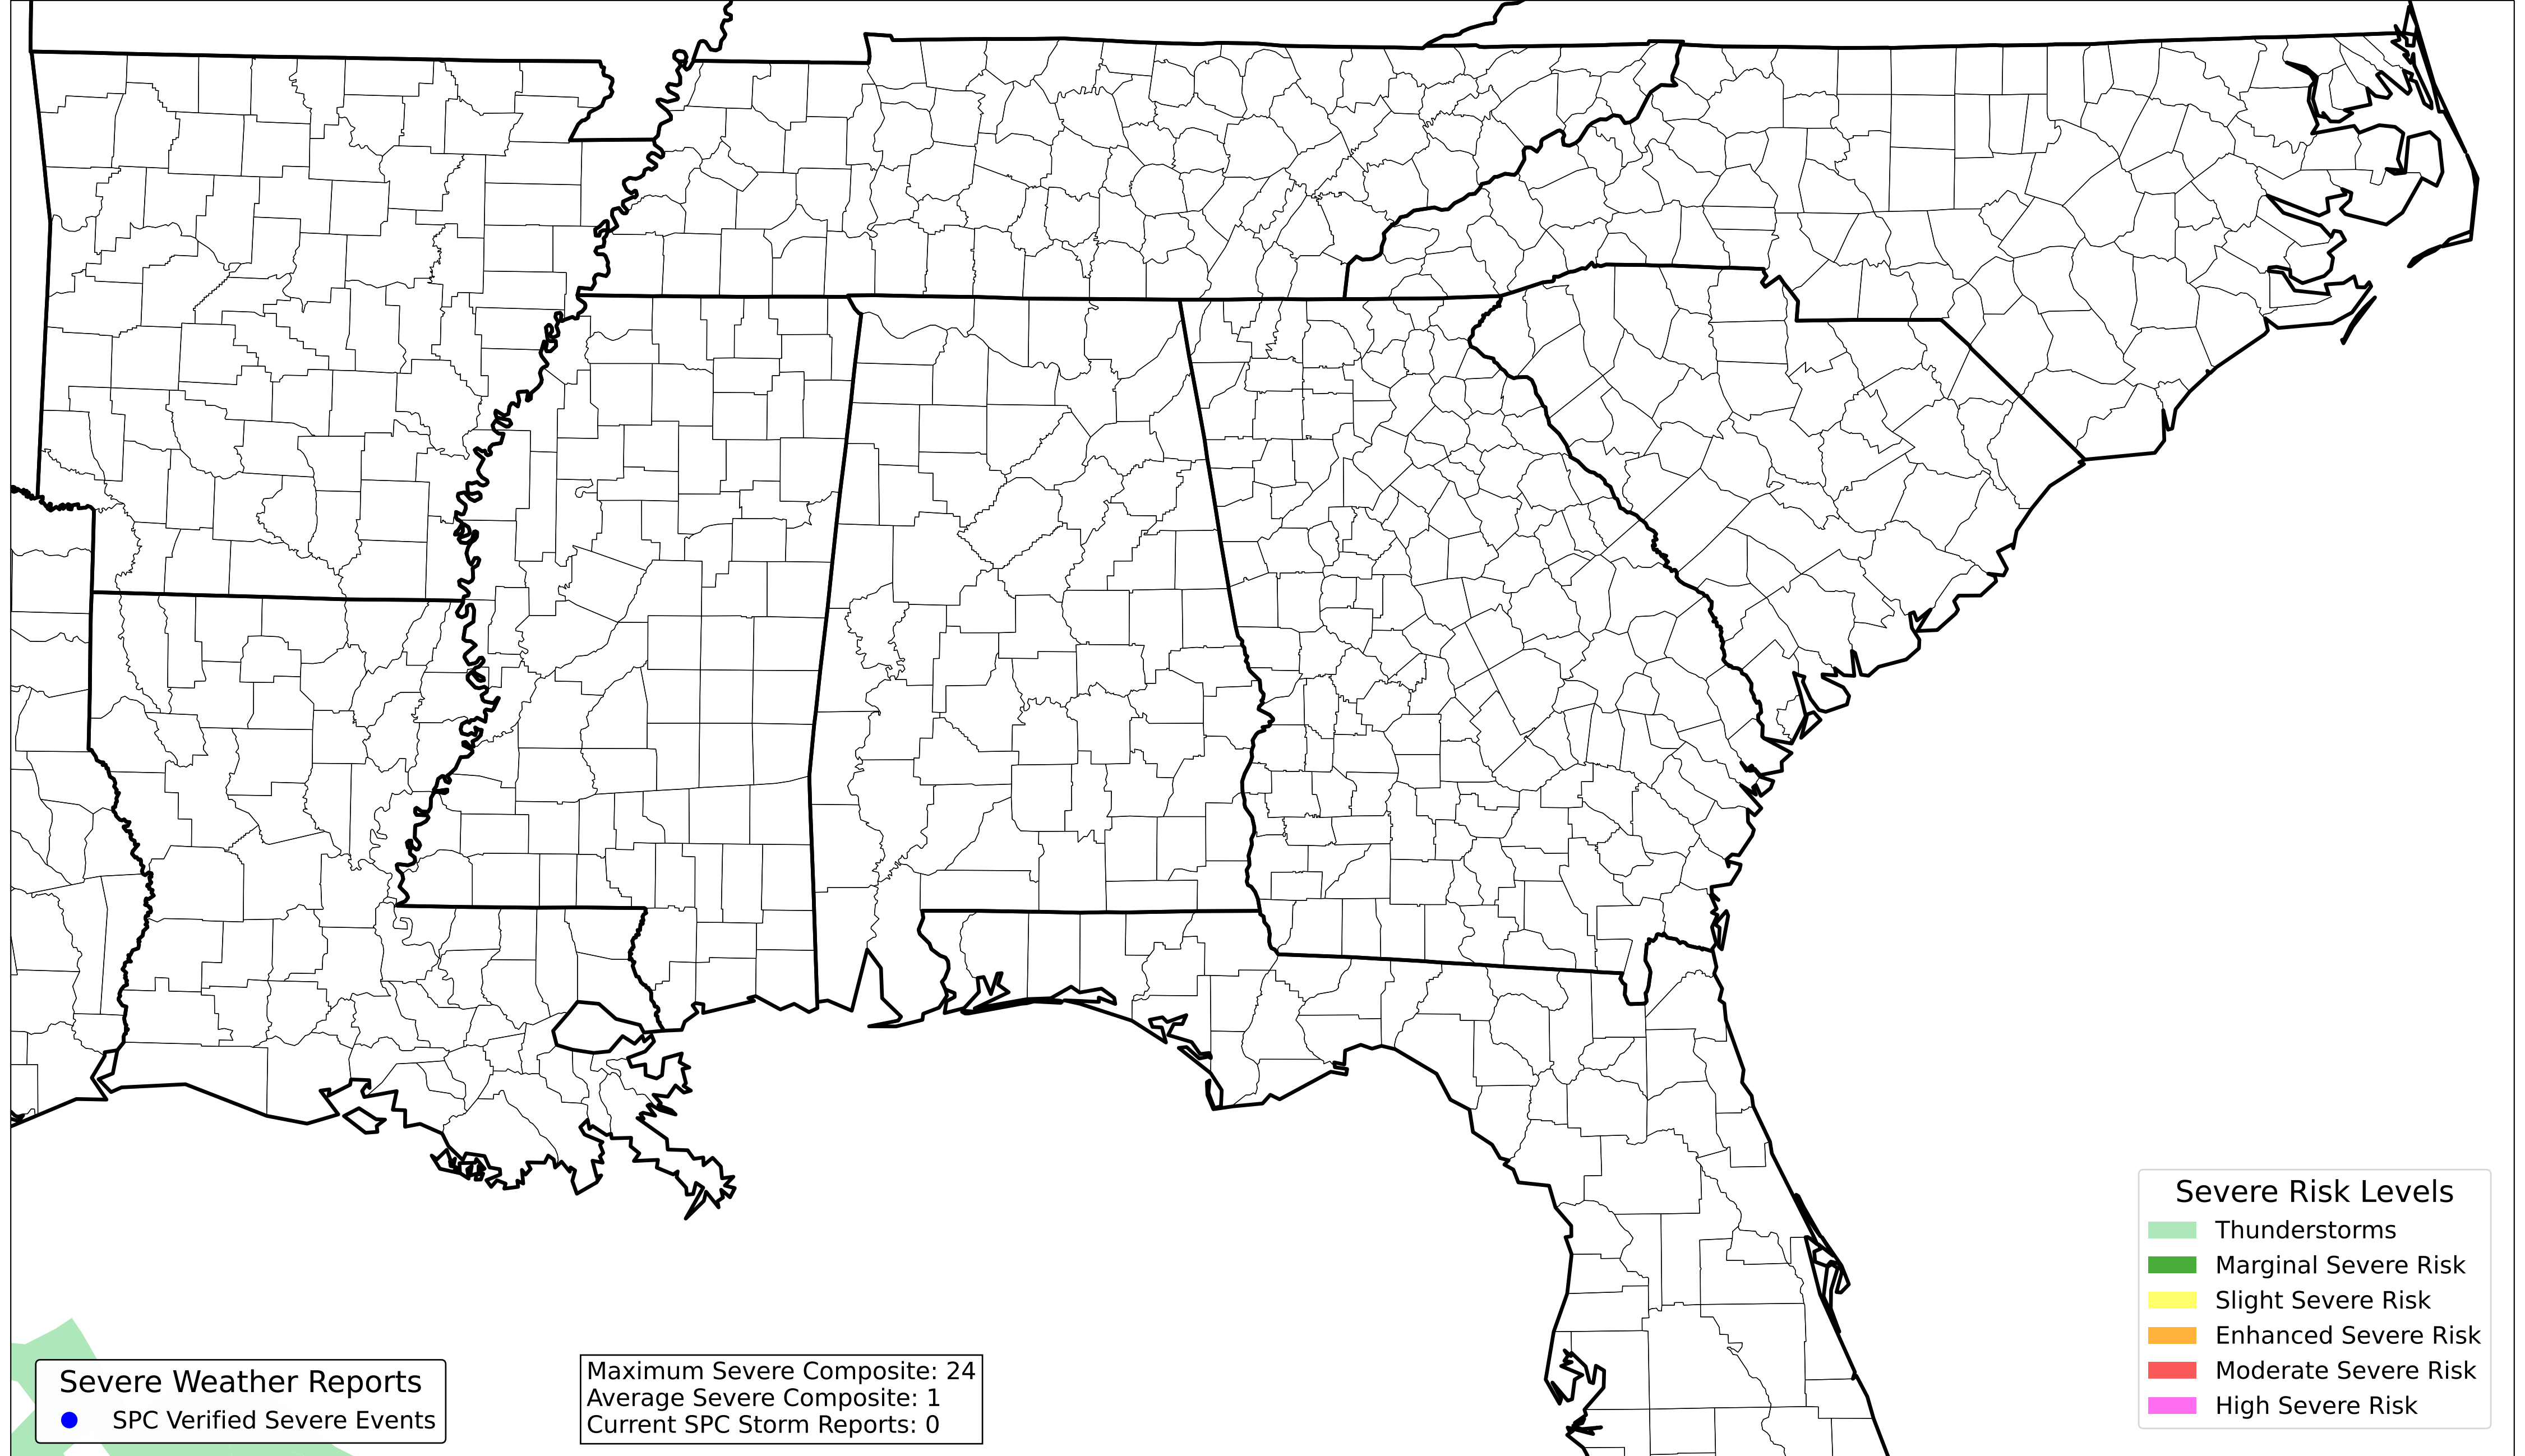 Severe Weather Reports
SPC Verified Severe Events
Maximum Severe Composite: 24
Average Severe Composite: 1
Current SPC Storm Reports: 0
Severe Risk Levels
Thunderstorms
Marginal Severe Risk
Slight Severe Risk
Enhanced Severe Risk
Moderate Severe Risk
High Severe Risk